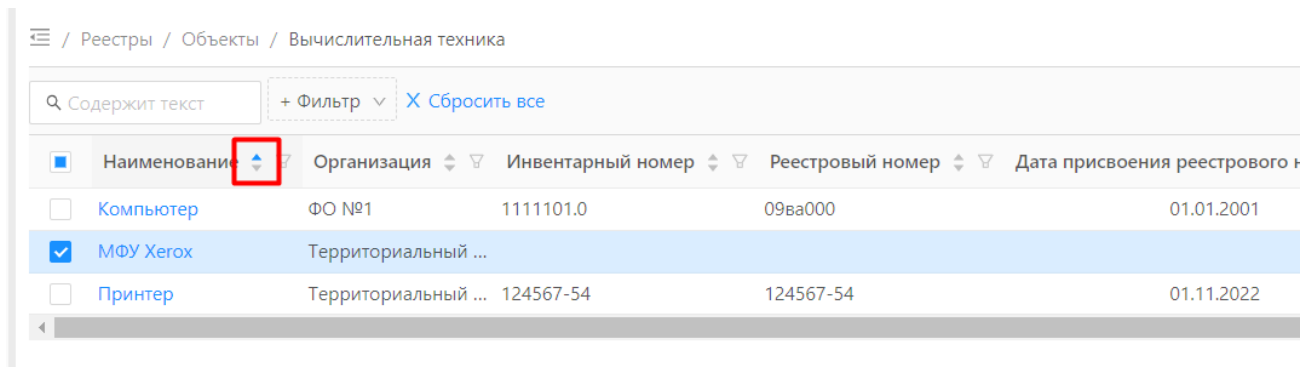 / Реестры / Объекты / Вычислительная техника
Содержит текст + Фильтр X Сбросить все
Наименование Организация Инвентарный номер Реестровый номер Дата присвоения реестрового
Компьютер ФО №1 1111101.0 09ва000 01.01.2001
МФУ Xerox Территориальный ...
Принтер Территориальный ... 124567-54 124567-54 01.11.2022